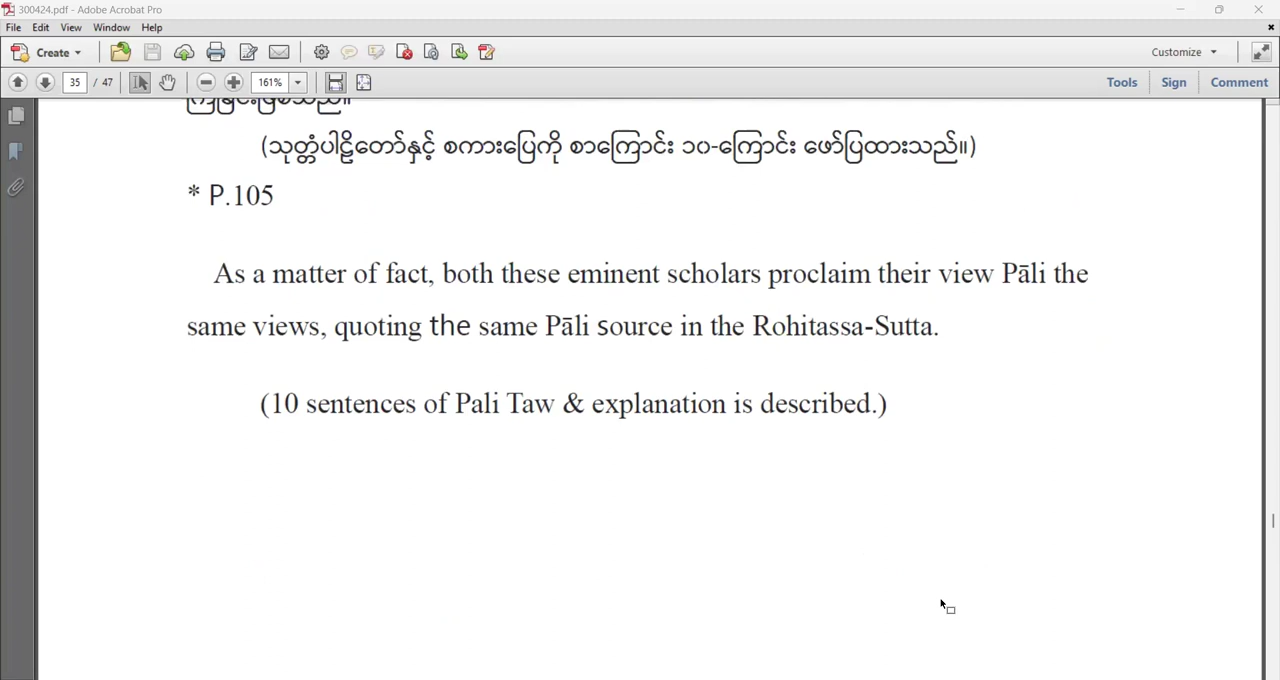 300424.pdf - Adobe Acrobat Pro
File Edit View Window Help
Create Customize
35 / 47 161% Tools Sign Comment
(သုတ္တံပါဠိတော်နှင့် စကားပြေကို စာကြောင်း ၁၀-ကြောင်း ဖော်ပြထားသည်။)
* P.105
As a matter of fact, both these eminent scholars proclaim their view Pāli the
same views, quoting the same Pāli source in the Rohitassa-Sutta.
(10 sentences of Pali Taw & explanation is described.)